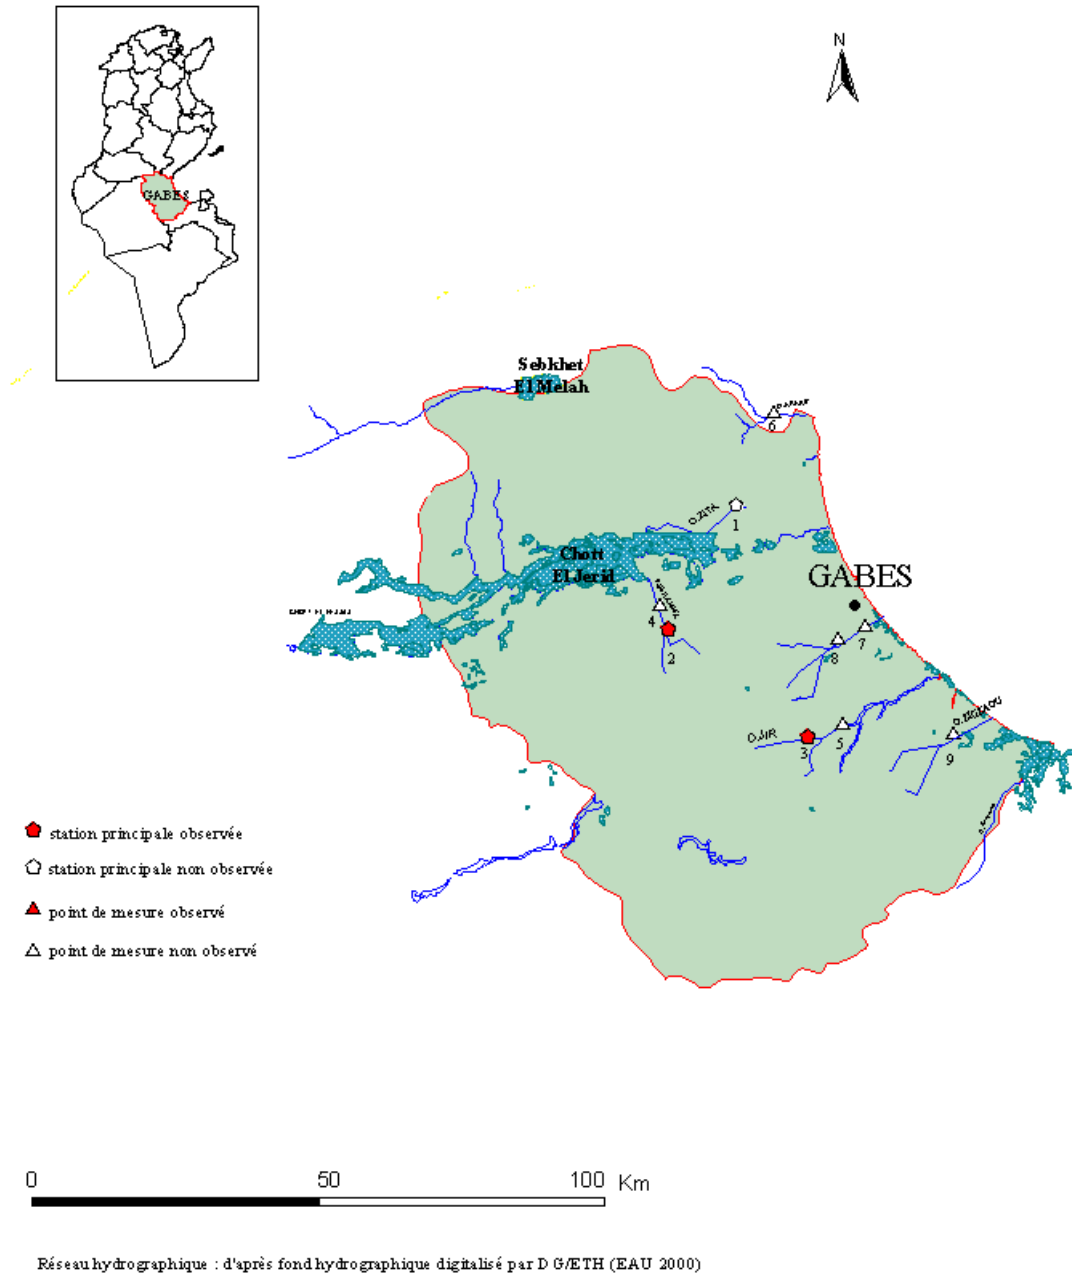 N
GABES
Sebkhet
El Melah
6
O.ZITA
1
Chott
El Jerid
GABES
4
2
7
8
O.JIR
3
5
O.ZIGZAOU
9
station principale observée
station principale non observée
point de mesure observé
point de mesure non observé
0 50 100 Km
Réseau hydrographique : d'après fond hydrographique digitalisé par DG/ETH (EAU 2000)